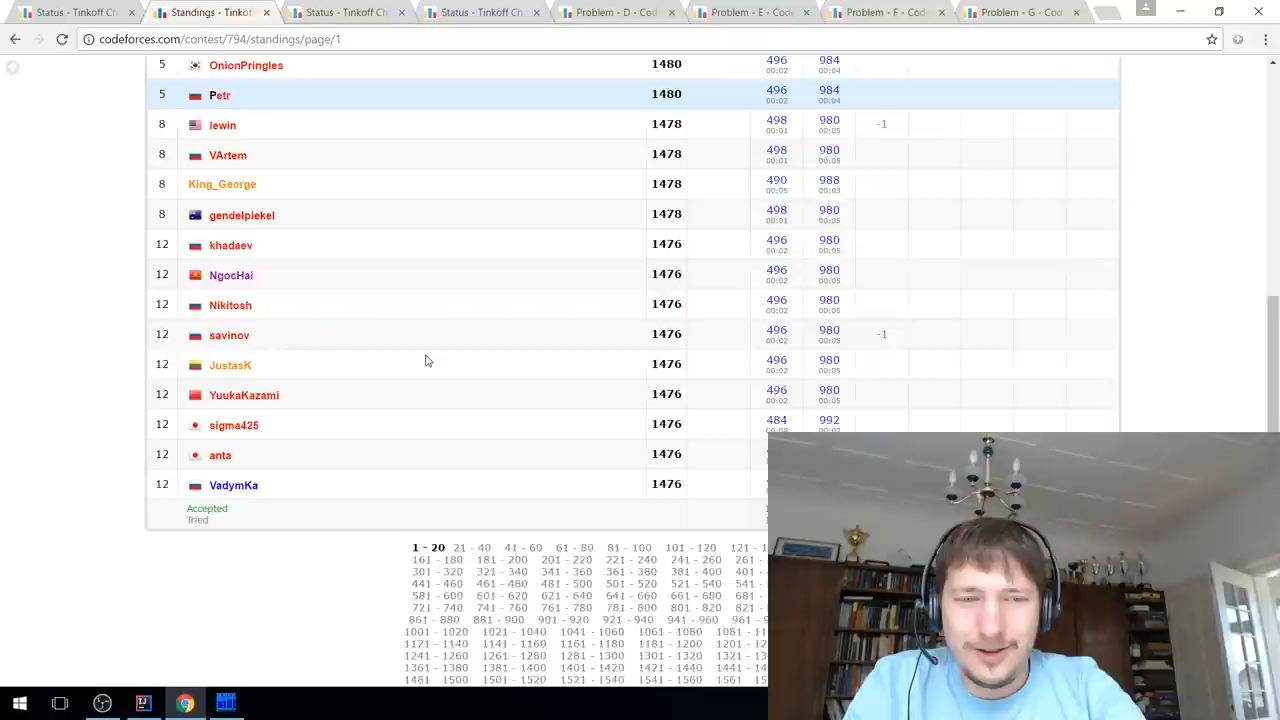 Status - Tinkoff Ch Standings - Tinkoff Status - Tinkoff Ch Status - Tinkoff Ch Problem - D - Cod Problem - E - Cod Problem - F - Cod Problem - G - Cod
codeforces.com/contest/794/standings/page/1
5 OnionPringles 1480 496 984
00:02 00:04
5 Petr 1480 496 984
00:02 00:04
8 lewin 1478 498 980 -1
00:01 00:05
8 VArtem 1478 498 980
00:01 00:05
8 King_George 1478 490 988
00:05 00:03
8 gendelpiekel 1478 498 980
00:01 00:05
12 khadaev 1476 496 980
00:02 00:05
12 NgocHai 1476 496 980
00:02 00:05
12 Nikitosh 1476 496 980
00:02 00:05
12 savinov 1476 496 980 -1
00:02 00:05
12 JustasK 1476 496 980
00:02 00:05
12 YuukaKazami 1476 496 980
00:02 00:05
12 sigma425 1476 484 992
12 anta 1476
12 VadymKa 1476
Accepted
Tried
1 - 20 21 - 40 41 - 60 61 - 80 81 - 100 101 - 120 121 - 1
161 - 180 181 - 200 201 - 220 221 - 240 241 - 260 261 -
301 - 320 321 - 340 341 - 360 361 - 380 381 - 400 401 -
441 - 460 461 - 480 481 - 500 501 - 520 521 - 540 541 -
581 - 600 601 - 620 621 - 640 641 - 660 661 - 680 681 -
721 - 740 741 - 760 761 - 780 781 - 800 801 - 820 821 -
861 - 880 881 - 900 901 - 920 921 - 940 941 - 960 961 -
1001 - 1020 1021 - 1040 1041 - 1060 1061 - 1080 1081 - 11
1121 - 1140 1141 - 1160 1161 - 1180 1181 - 1200 1201 - 12
1241 - 1260 1261 - 1280 1281 - 1300 1301 - 1320 1321 - 13
1361 - 1380 1381 - 1400 1401 - 1420 1421 - 1440 1441 - 14
1481 - 1500 1501 - 1520 1521 - 1540 1541 - 1560 1561 - 15